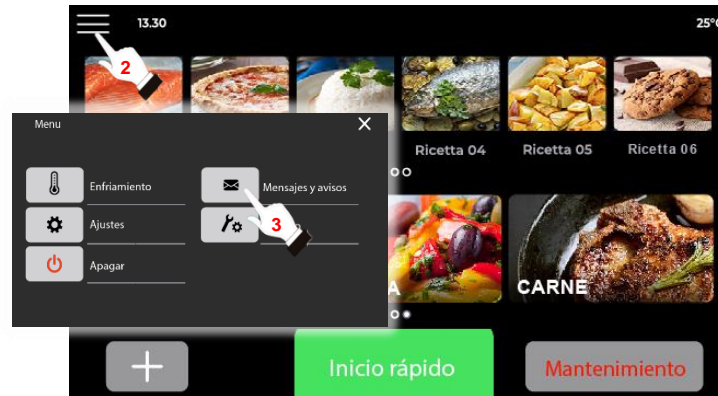 13.30
25°
2
Menu
Enfriamiento
Mensajes y avisos
Ajustes
3
Apagar
Ricetta 04
Ricetta 05
Ricetta 06
CARNE
Inicio rápido
Mantenimiento